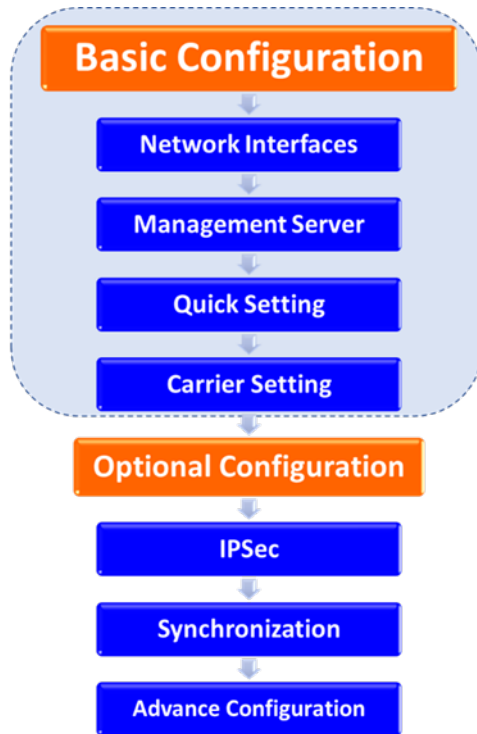 Basic Configuration
Network Interfaces
Management Server
Quick Setting
Carrier Setting
Optional Configuration
IPSec
Synchronization
Advance Configuration